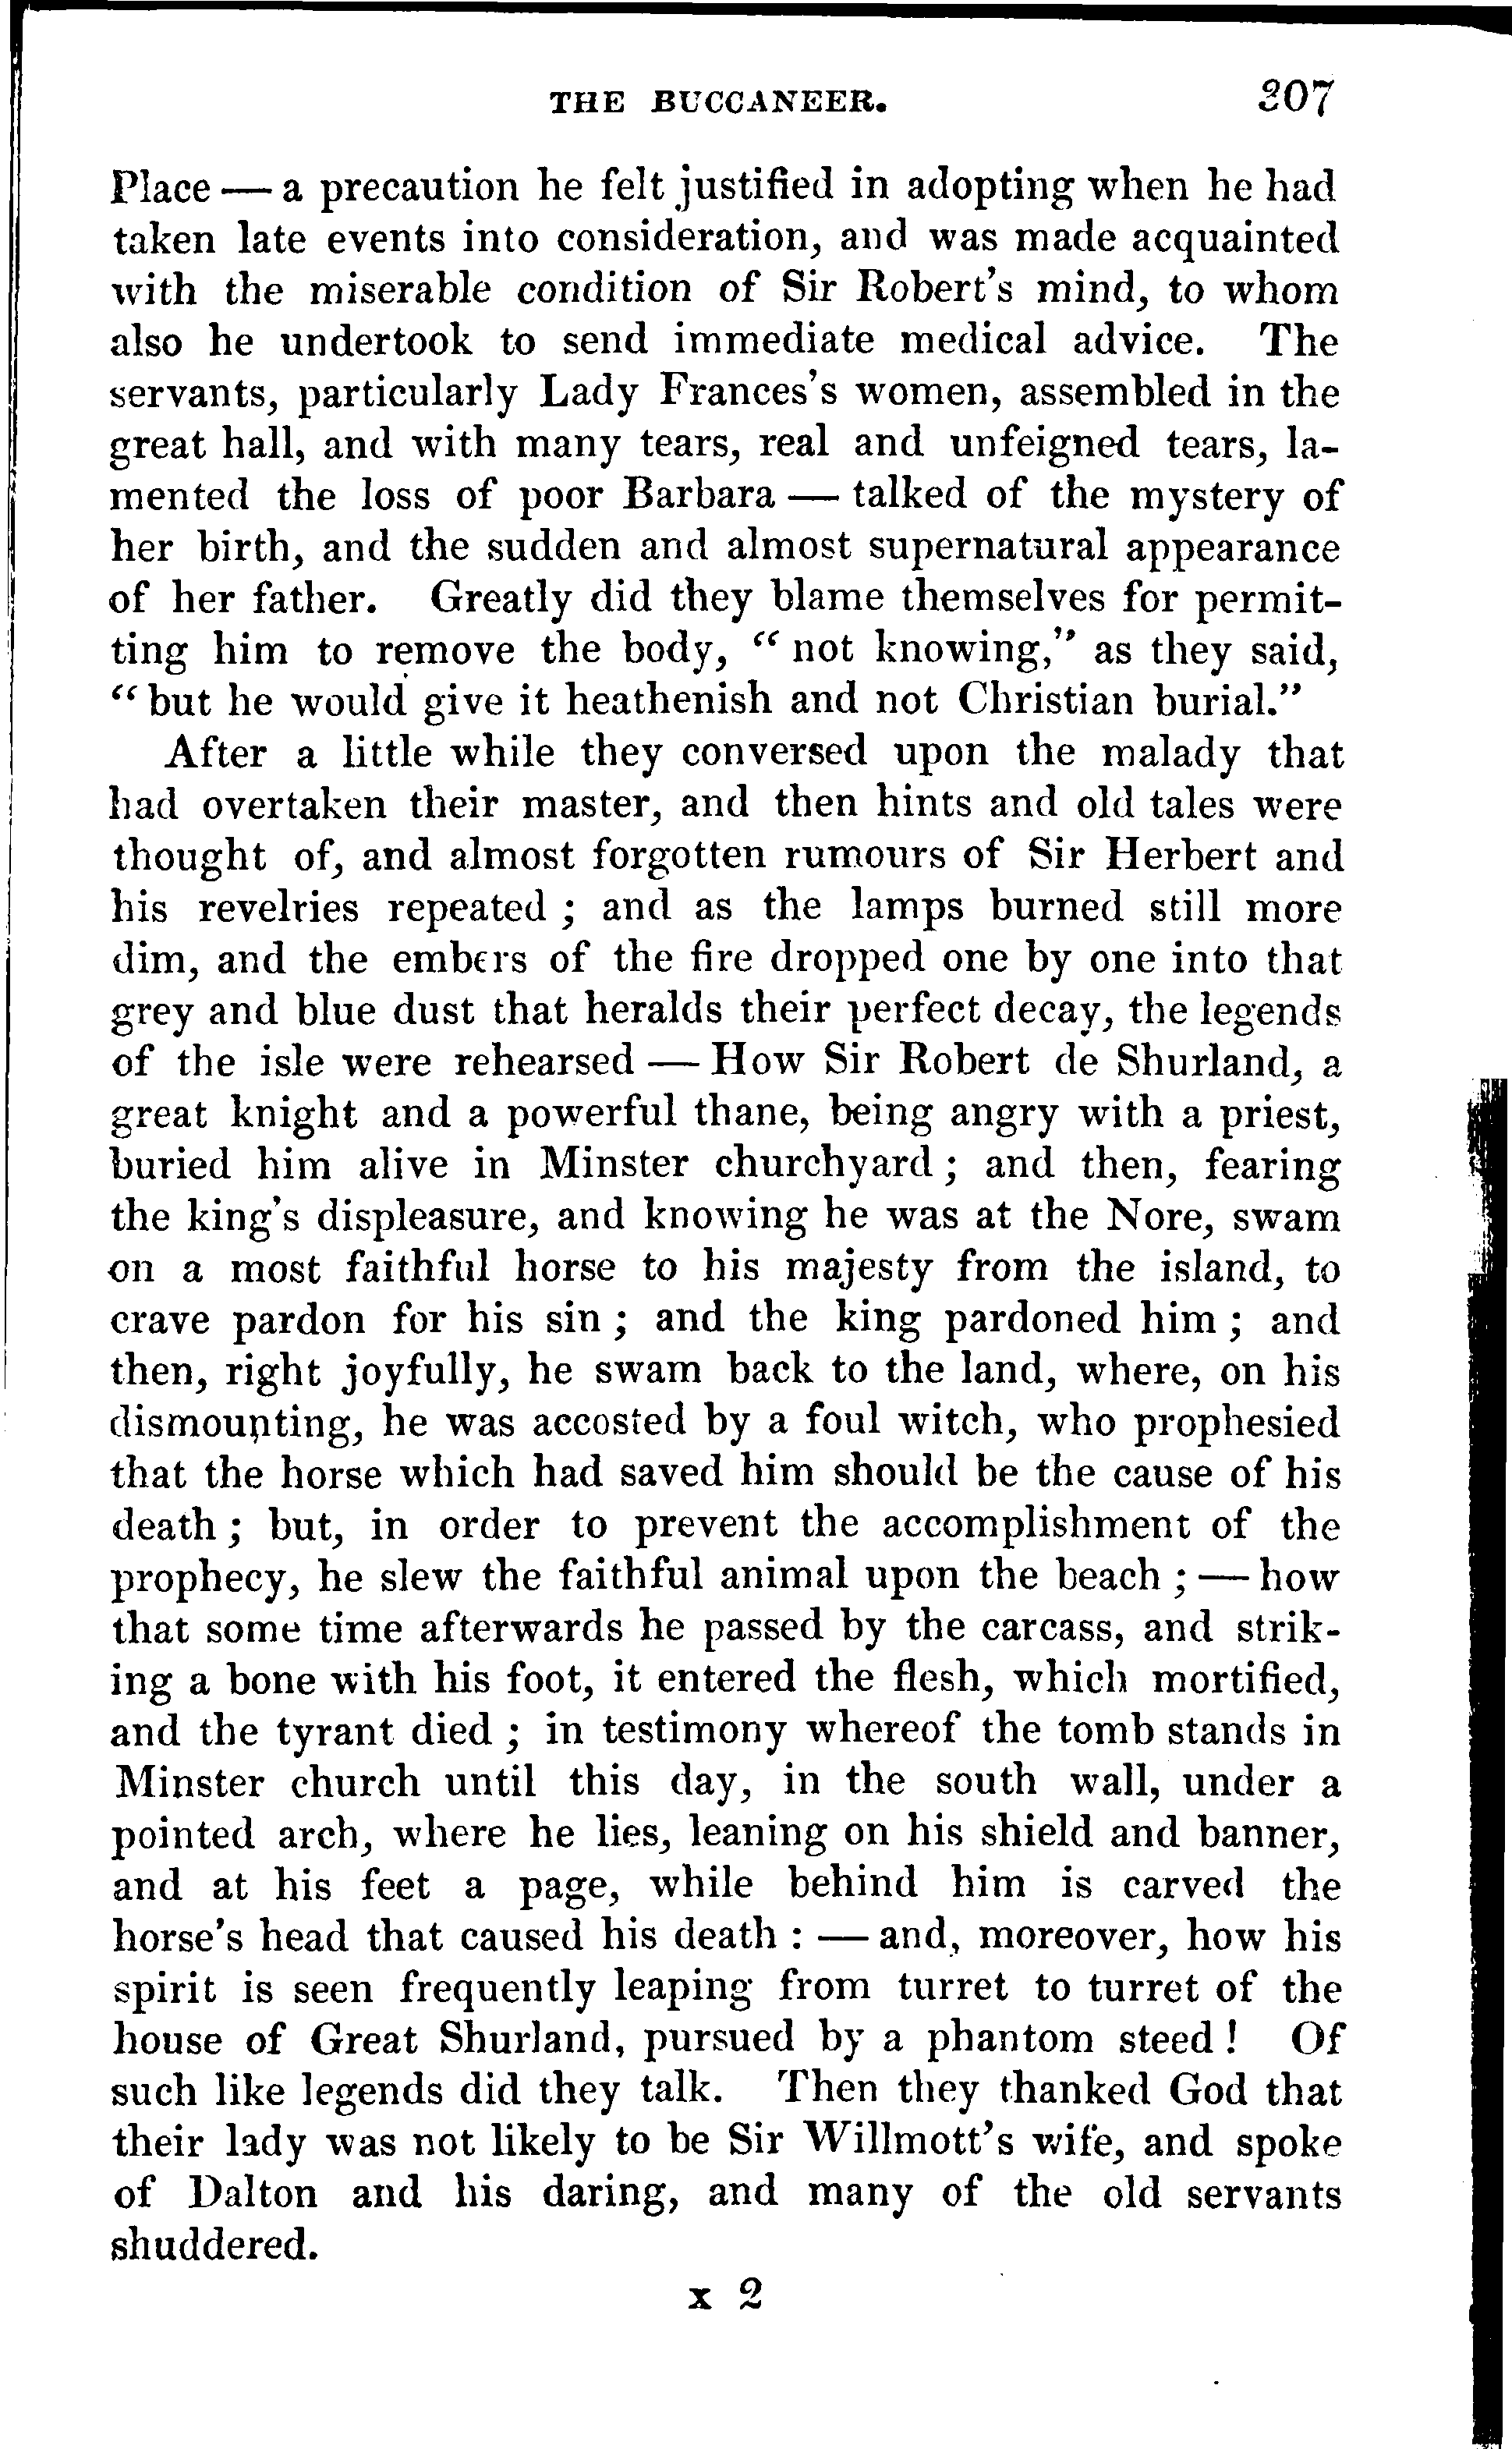 THE BUCCANEER. 307
Place — a precaution he felt justified in adopting when he had
taken late events into consideration, and was made acquainted
with the miserable condition of Sir Robert's mind, to whom
also he undertook to send immediate medical advice. The
servants, particularly Lady Frances's women, assembled in the
great hall, and with many tears, real and unfeigned tears, la-
mented the loss of poor Barbara — talked of the mystery of
her birth, and the sudden and almost supernatural appearance
of her father. Greatly did they blame themselves for permit-
ting him to remove the body, “ not knowing,” as they said,
“ but he would give it heathenish and not Christian burial.”
After a little while they conversed upon the malady that
had overtaken their master, and then hints and old tales were
thought of, and almost forgotten rumours of Sir Herbert and
his revelries repeated ; and as the lamps burned still more
dim, and the embers of the fire dropped one by one into that
grey and blue dust that heralds their perfect decay, the legends
of the isle were rehearsed — How Sir Robert de Shurland, a
great knight and a powerful thane, being angry with a priest,
buried him alive in Minster churchyard ; and then, fearing
the king's displeasure, and knowing he was at the Nore, swam
on a most faithful horse to his majesty from the island, to
crave pardon for his sin ; and the king pardoned him ; and
then, right joyfully, he swam back to the land, where, on his
dismounting, he was accosted by a foul witch, who prophesied
that the horse which had saved him should be the cause of his
death ; but, in order to prevent the accomplishment of the
prophecy, he slew the faithful animal upon the beach ; — how
that some time afterwards he passed by the carcass, and strik-
ing a bone with his foot, it entered the flesh, which mortified,
and the tyrant died ; in testimony whereof the tomb stands in
Minster church until this day, in the south wall, under a
pointed arch, where he lies, leaning on his shield and banner,
and at his feet a page, while behind him is carved the
horse's head that caused his death : — and, moreover, how his
spirit is seen frequently leaping from turret to turret of the
house of Great Shurland, pursued by a phantom steed ! Of
such like legends did they talk. Then they thanked God that
their lady was not likely to be Sir Willmott's wife, and spoke
of Dalton and his daring, and many of the old servants
shuddered.
x 2